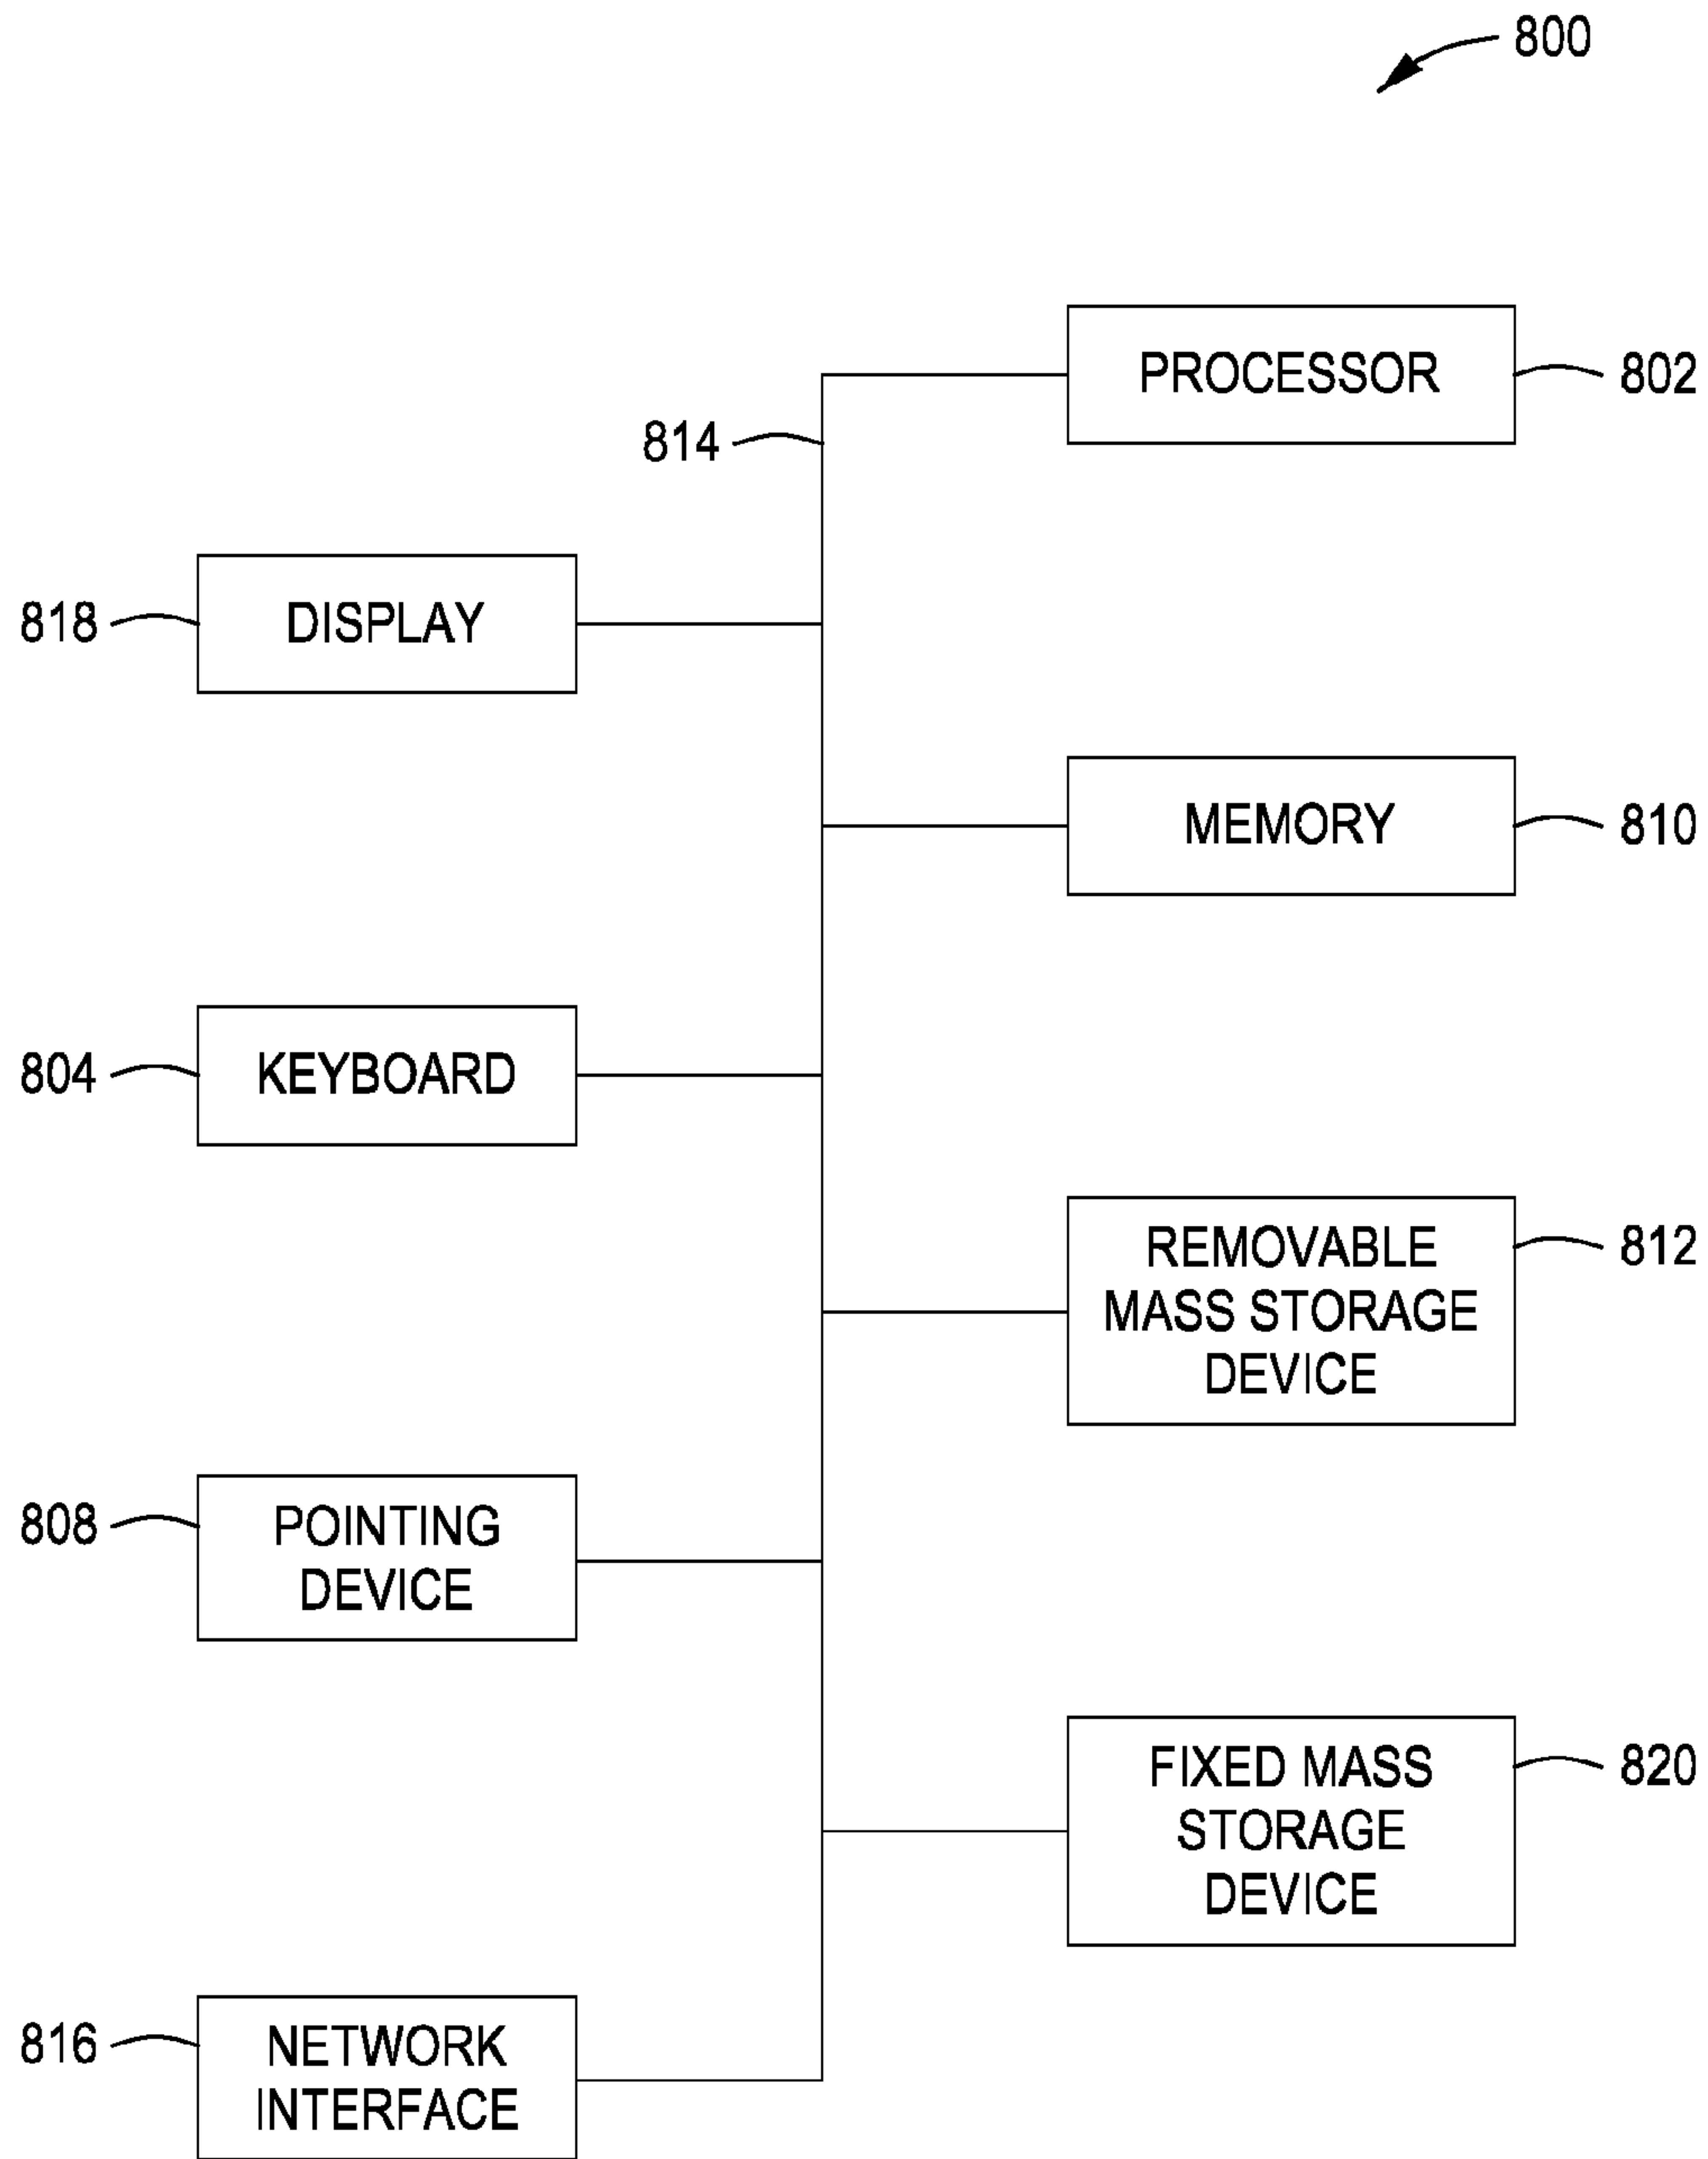 800
PROCESSOR
802
814
818
DISPLAY
MEMORY
810
804
KEYBOARD
REMOVABLE
MASS STORAGE
DEVICE
812
808
POINTING
DEVICE
FIXED MASS
STORAGE
DEVICE
820
816
NETWORK
INTERFACE